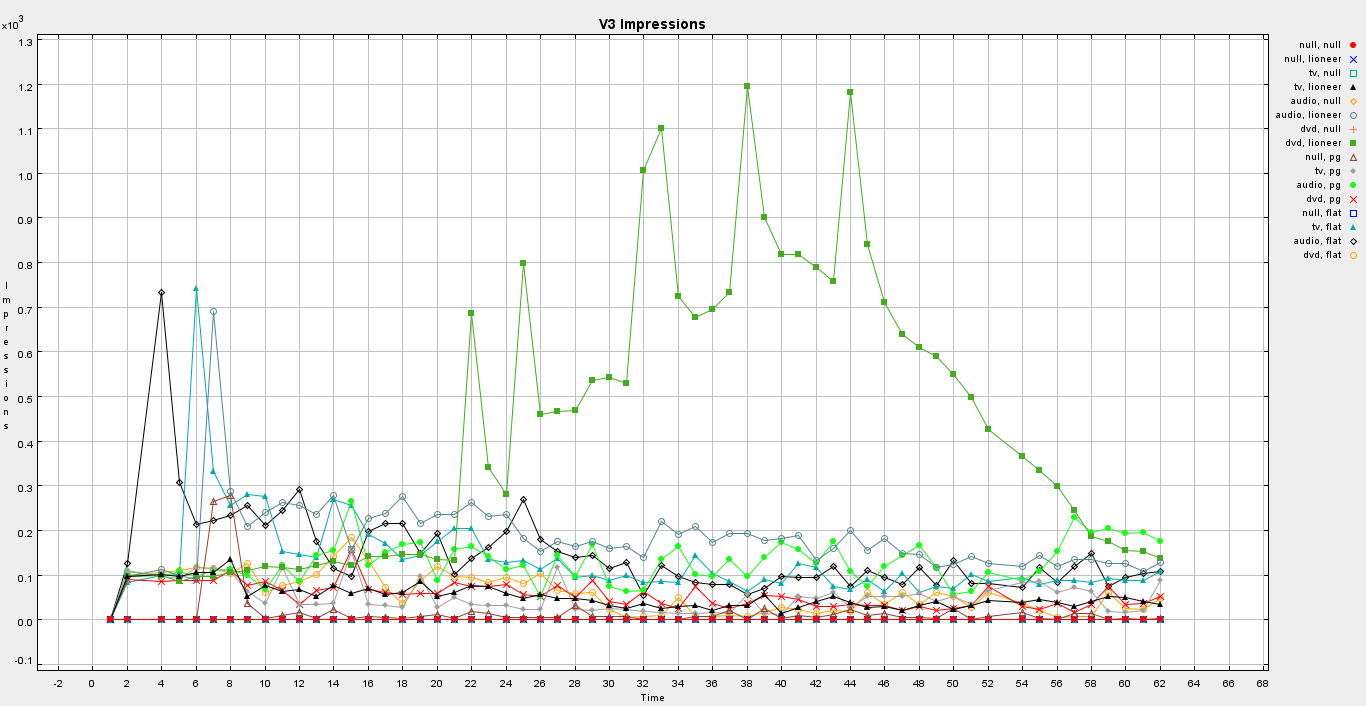 V3 Impressions
x10³
1.3
1.2
1.1
1.0
0.9
0.8
0.7
0.6
0.5
0.4
0.3
0.2
0.1
0.0
-0.1
Impressions
-2 0 2 4 6 8 10 12 14 16 18 20 22 24 26 28 30 32 34 36 38 40 42 44 46 48 50 52 54 56 58 60 62 64 66 68
Time
null, null
null, lioneer
tv, null
tv, lioneer
audio, null
audio, lioneer
dvd, null
dvd, lioneer
null, pg
tv, pg
audio, pg
dvd, pg
null, flat
tv, flat
audio, flat
dvd, flat